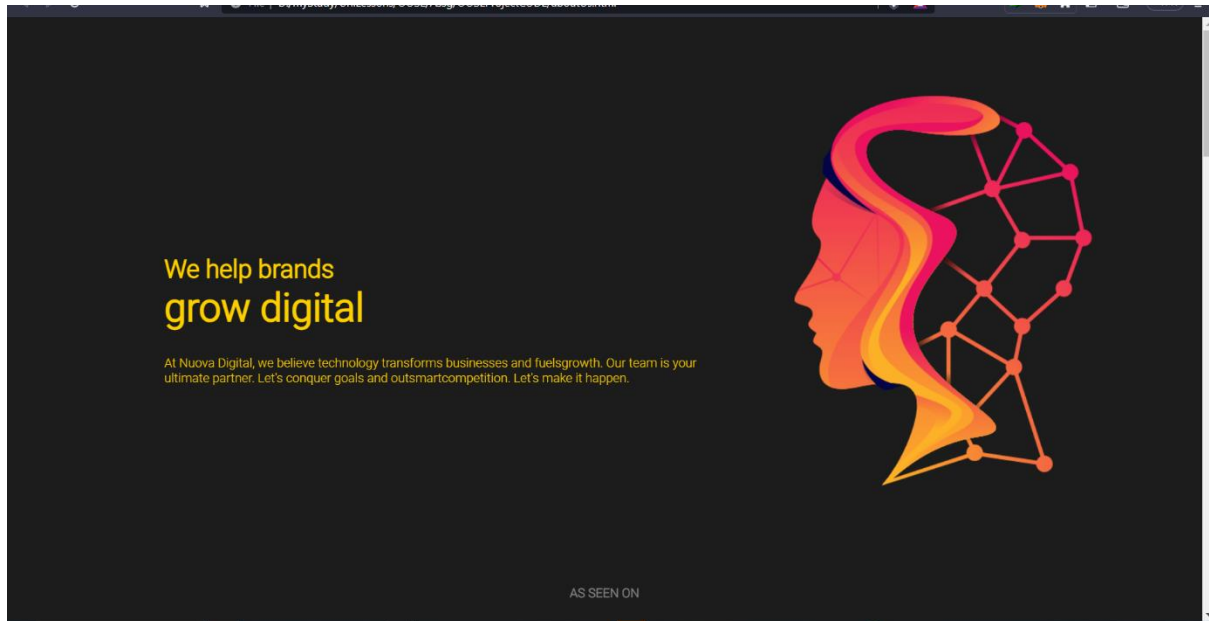 We help brands
grow digital
At Nuova Digital, we believe technology transforms businesses and fuelsgrowth. Our team is your
ultimate partner. Let's conquer goals and outsmartcompetition. Let's make it happen.
AS SEEN ON